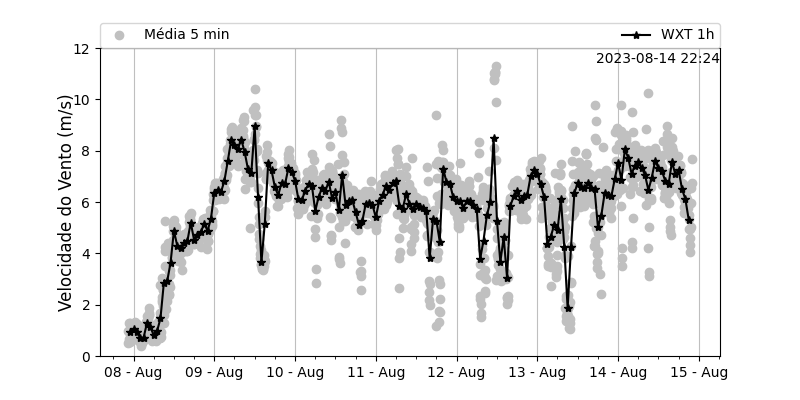 Média 5 min
WXT 1h
2023-08-14 22:24
Velocidade do Vento (m/s)
12
10
8
6
4
2
0
08 - Aug
09 - Aug
10 - Aug
11 - Aug
12 - Aug
13 - Aug
14 - Aug
15 - Aug